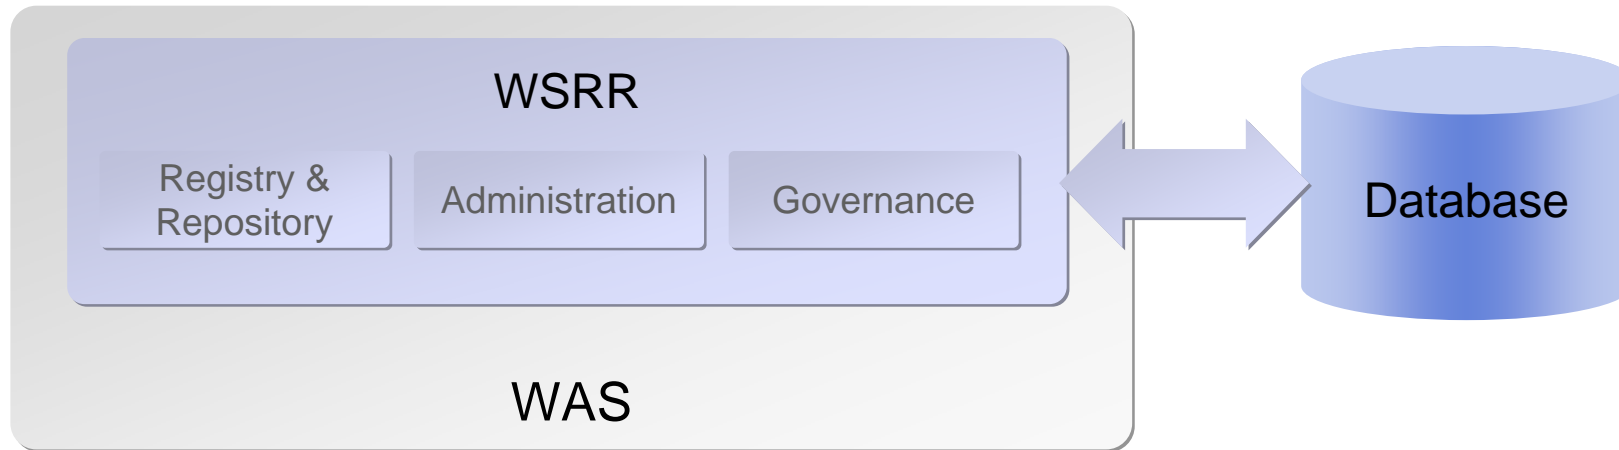 WSRR
Registry &
Repository
Administration
Governance
Database
WAS